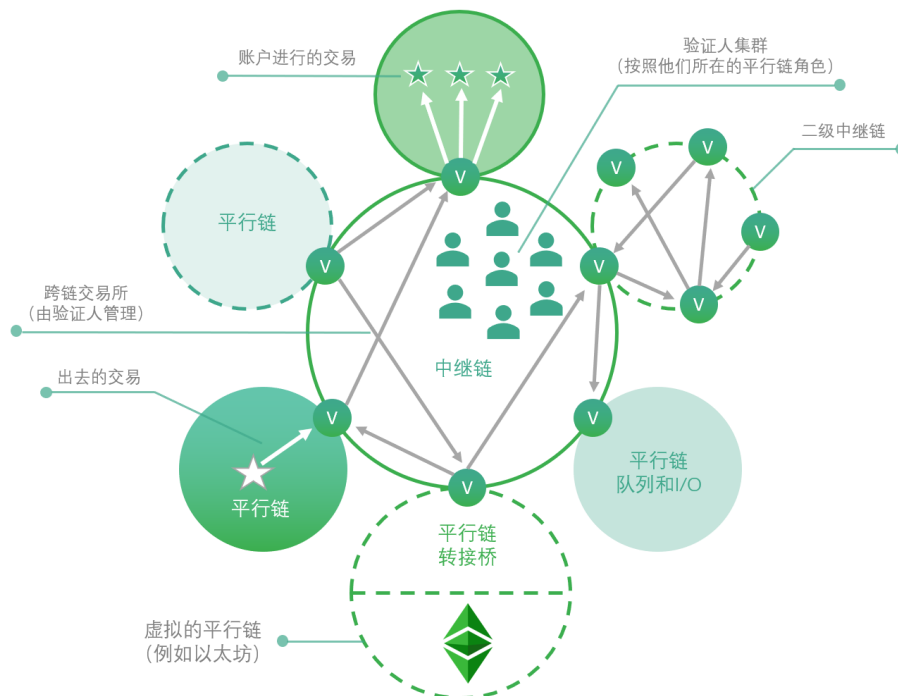 账户进行的交易
验证人集群
（按照他们所在的平行链角色）
二级中继链
V
V
V
V
平行链
V
V
V
跨链交易所
（由验证人管理）
中继链
出去的交易
V
V
平行链
平行链
队列和I/O
V
平行链
转接桥
虚拟的平行链
（例如以太坊）